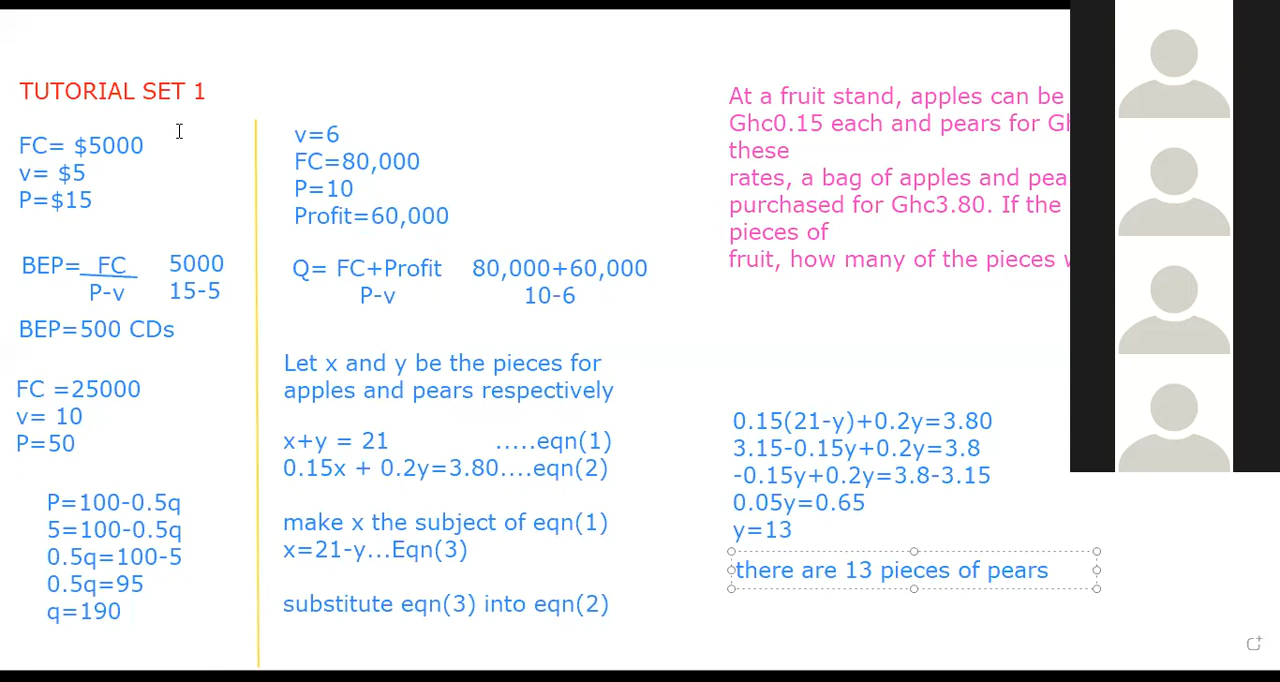 TUTORIAL SET 1
FC= $5000
v= $5
P=$15
BEP= FC 5000
P-v 15-5
BEP=500 CDs
FC =25000
v= 10
P=50
P=100-0.5q
5=100-0.5q
0.5q=100-5
0.5q=95
q=190
v=6
FC=80,000
P=10
Profit=60,000
Q= FC+Profit 80,000+60,000
P-v 10-6
Let x and y be the pieces for
apples and pears respectively
x+y = 21 .....eqn(1)
0.15x + 0.2y=3.80....eqn(2)
make x the subject of eqn(1)
x=21-y...Eqn(3)
substitute eqn(3) into eqn(2)
At a fruit stand, apples can be
Ghc0.15 each and pears for
these
rates, a bag of apples and
purchased for Ghc3.80. If the
pieces of
fruit, how many of the pieces
0.15(21-y)+0.2y=3.80
3.15-0.15y+0.2y=3.8
-0.15y+0.2y=3.8-3.15
0.05y=0.65
y=13
there are 13 pieces of pears